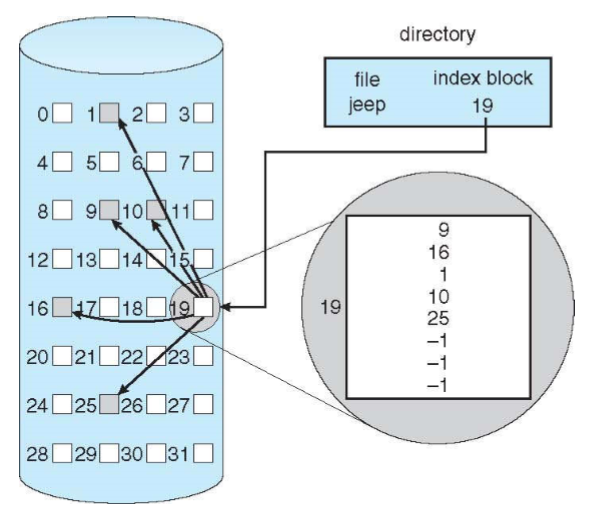 directory
file index block
jeep 19
0 1 2 3
4 5 6 7
8 9 10 11
12 13 14 15
16 17 18 19
20 21 22 23
24 25 26 27
28 29 30 31
19
9
16
1
10
25
–1
–1
–1